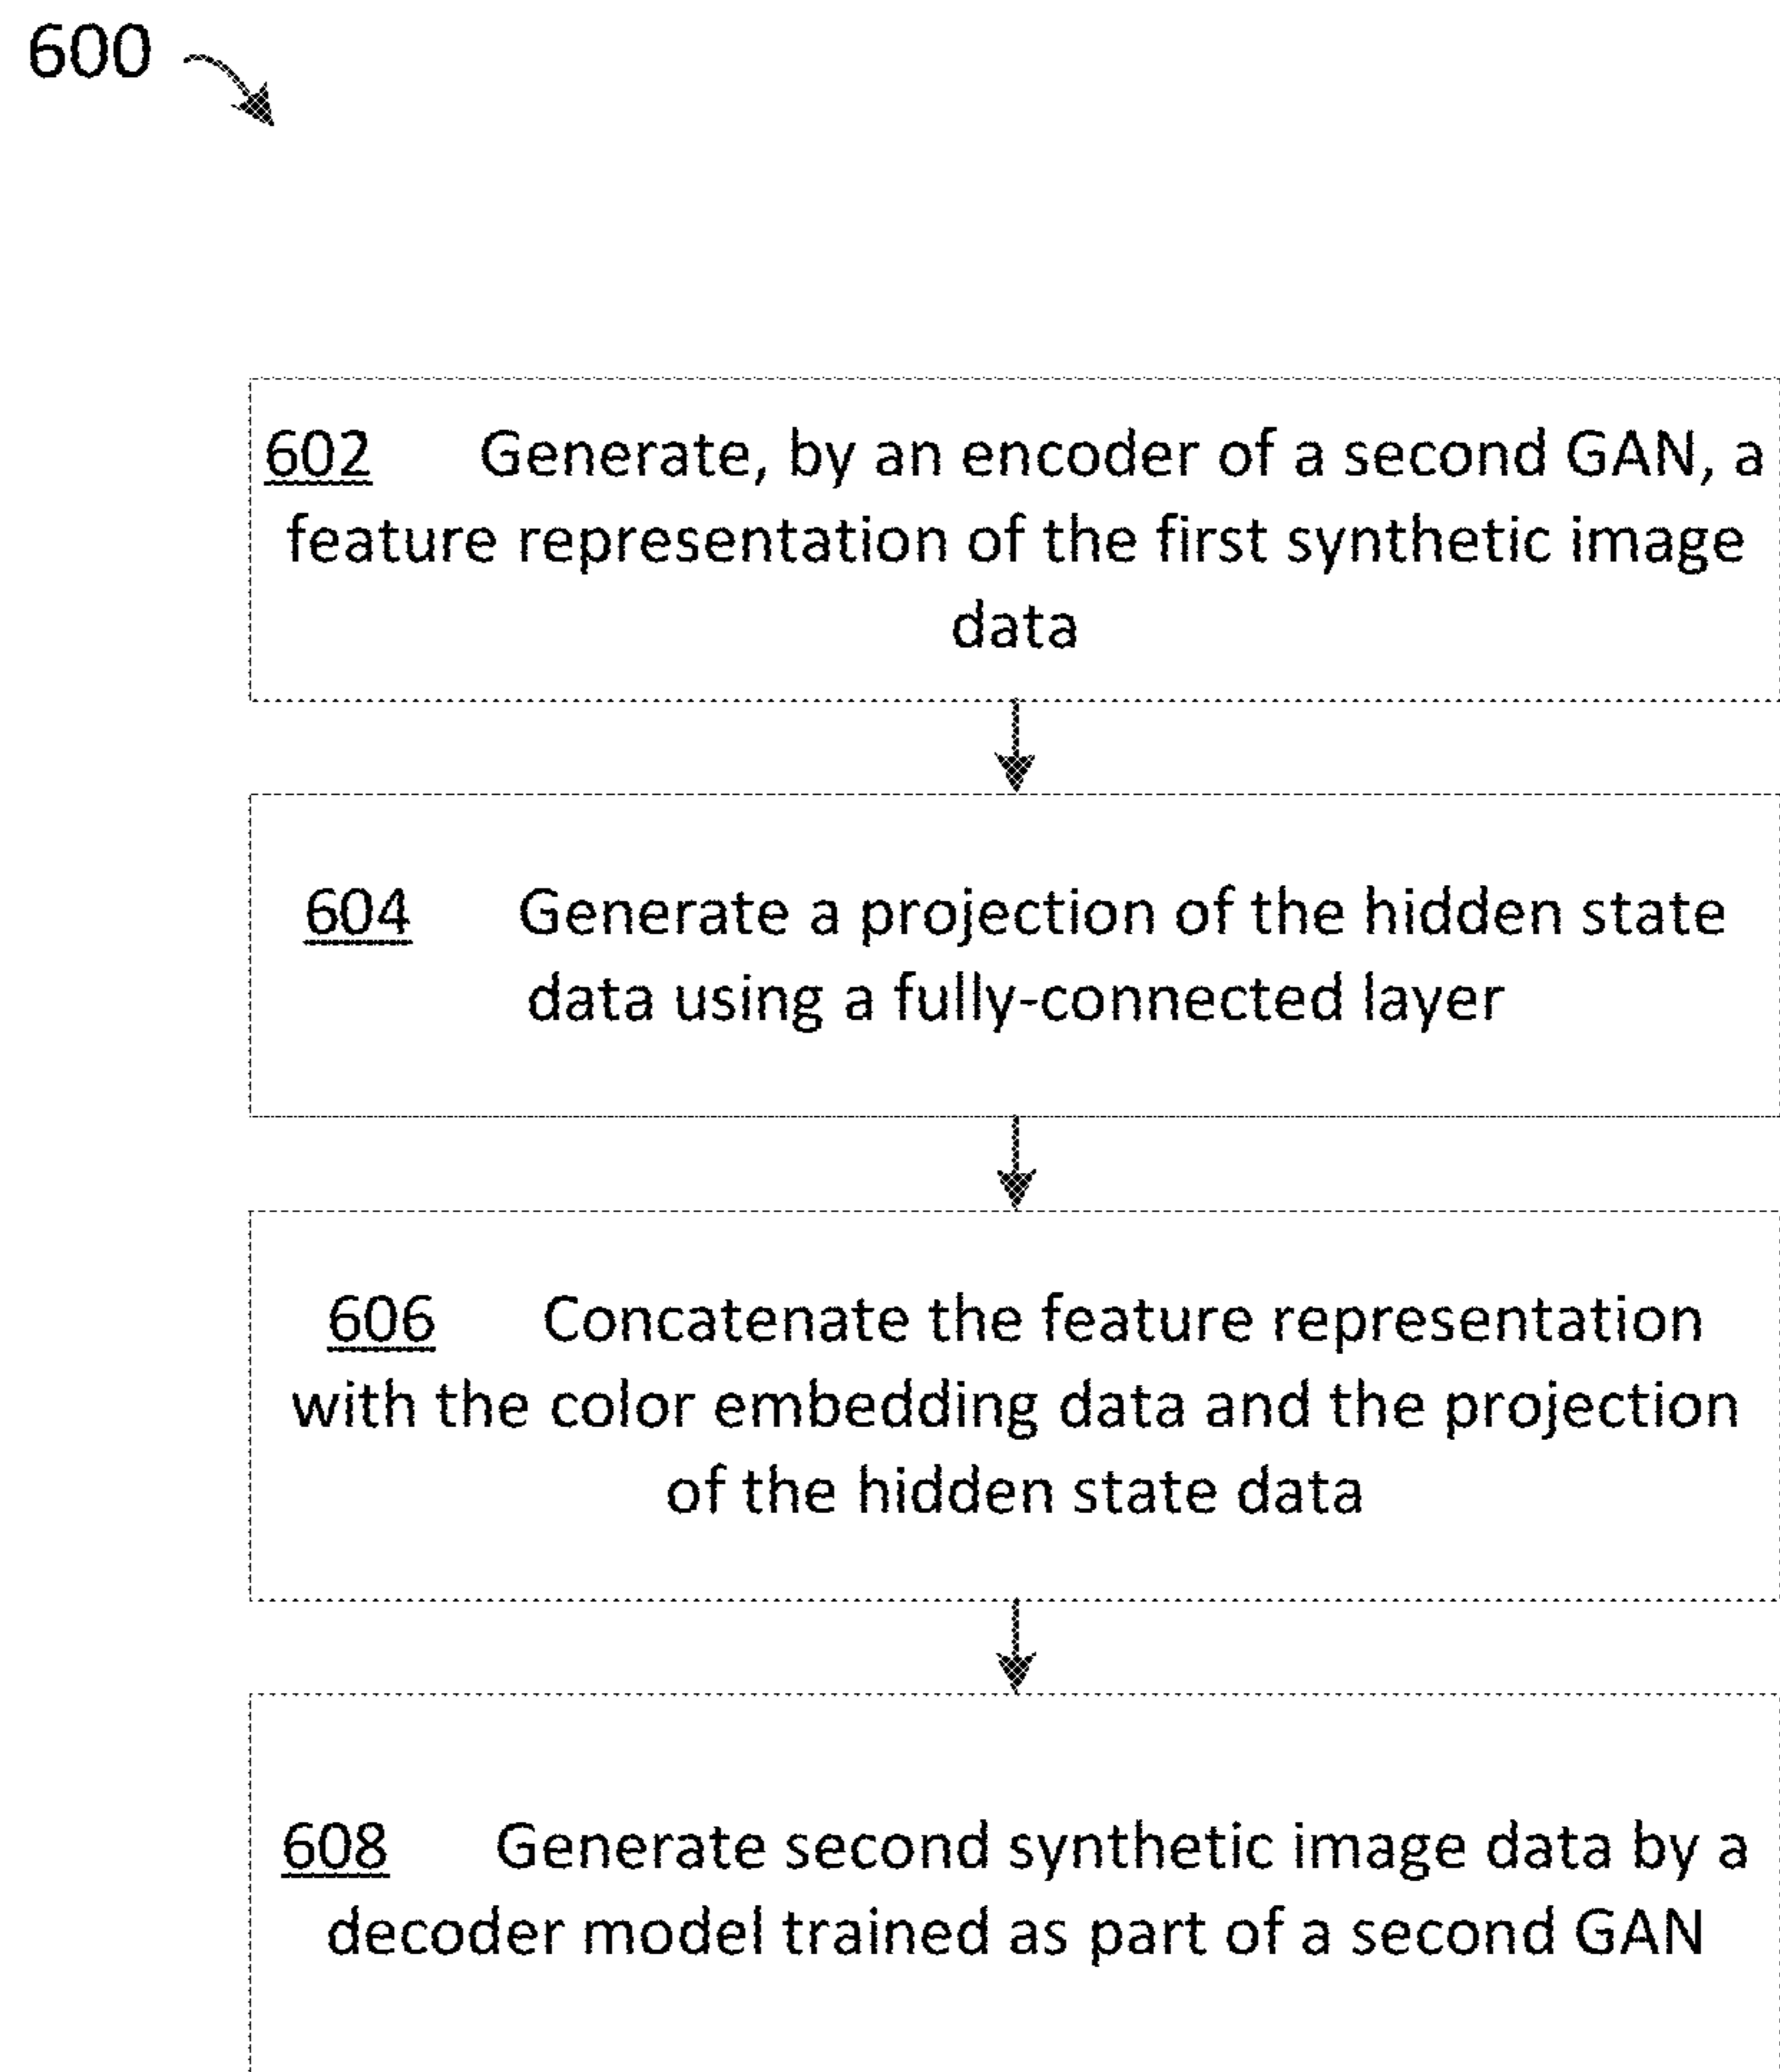 600
602 Generate, by an encoder of a second GAN, a
feature representation of the first synthetic image
data
604 Generate a projection of the hidden state
data using a fully-connected layer
606 Concatenate the feature representation
with the color embedding data and the projection
of the hidden state data
608 Generate second synthetic image data by a
decoder model trained as part of a second GAN